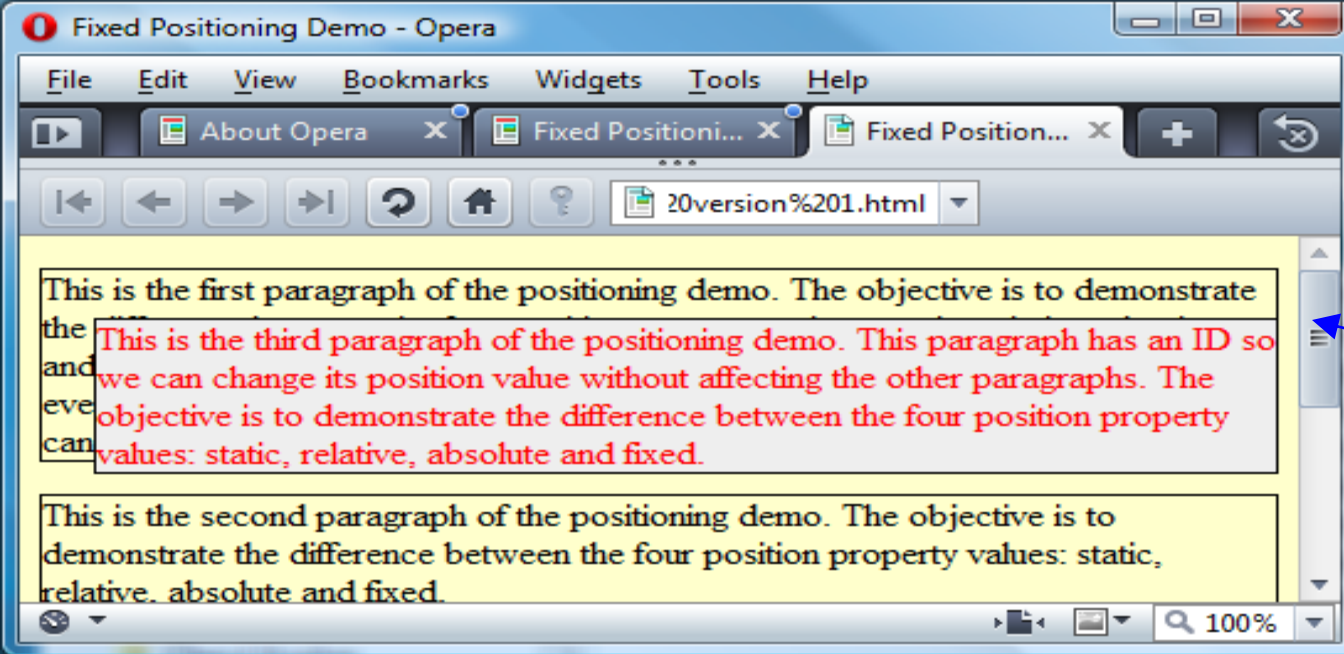 Fixed Positioning Demo - Opera
File Edit View Bookmarks Widgets Tools Help
About Opera Fixed Positioni... Fixed Position...
20version%201.html
This is the first paragraph of the positioning demo. The objective is to demonstrate
the
and
eve
can
This is the third paragraph of the positioning demo. This paragraph has an ID so
we can change its position value without affecting the other paragraphs. The
objective is to demonstrate the difference between the four position property
values: static, relative, absolute and fixed.
This is the second paragraph of the positioning demo. The objective is to
demonstrate the difference between the four position property values: static,
relative, absolute and fixed.
100%